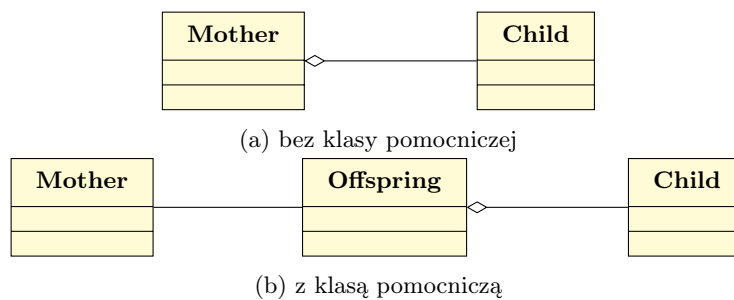 Mother Child
(a) bez klasy pomocniczej
Mother Offspring Child
(b) z klasą pomocniczą